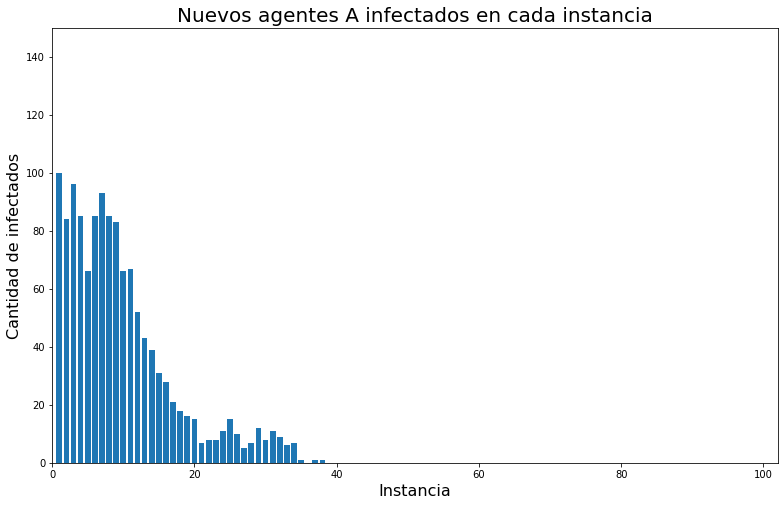 Nuevos agentes A infectados en cada instancia
140
120
100
80
60
40
20
0
Cantidad de infectados
0 20 40 60 80 100
Instancia